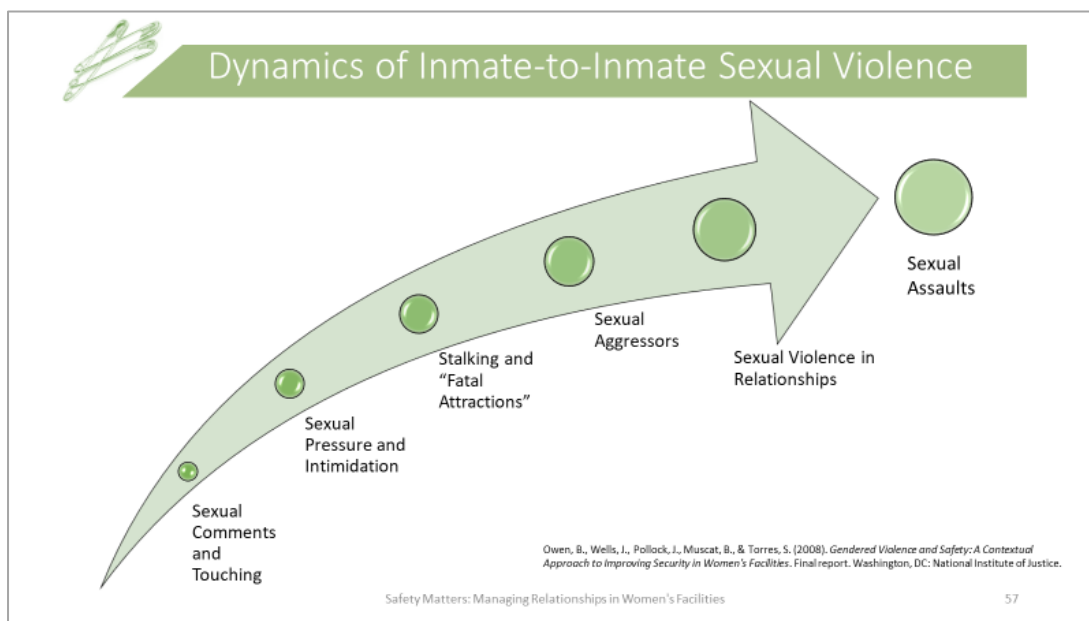 Dynamics of Inmate-to-Inmate Sexual Violence
Sexual
Comments
and
Touching
Sexual
Pressure and
Intimidation
Stalking and
“Fatal
Attractions”
Sexual
Aggressors
Sexual Violence in
Relationships
Sexual
Assaults
Owen, B., Wells, J., Pollock, J., Muscat, B., & Torres, S. (2008). Gendered Violence and Safety: A Contextual
Approach to Improving Security in Women's Facilities. Final report. Washington, DC: National Institute of Justice.
Safety Matters: Managing Relationships in Women's Facilities
57